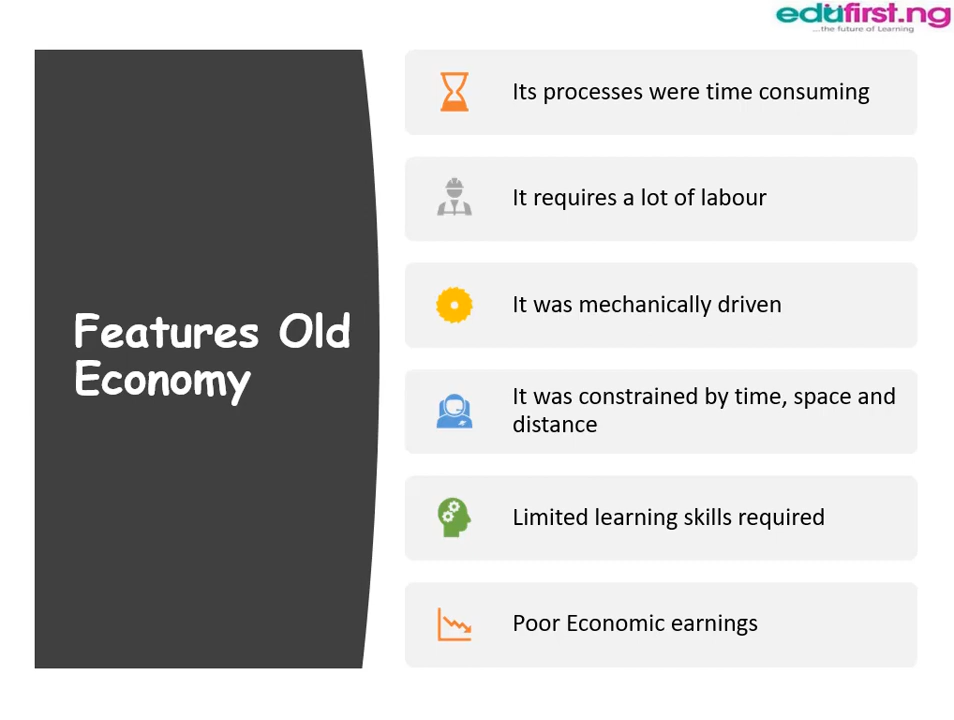 edufirst.ng
...the future of Learning
Features Old
Economy
Its processes were time consuming
It requires a lot of labour
It was mechanically driven
It was constrained by time, space and
distance
Limited learning skills required
Poor Economic earnings